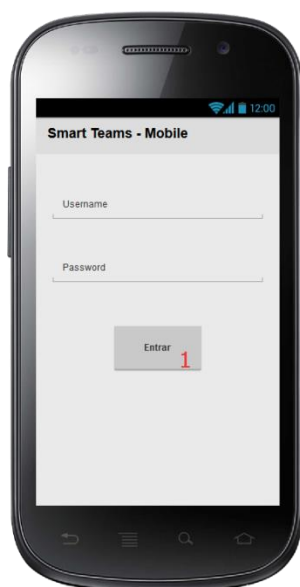 12:00
Smart Teams - Mobile
Username
Password
Entrar
1